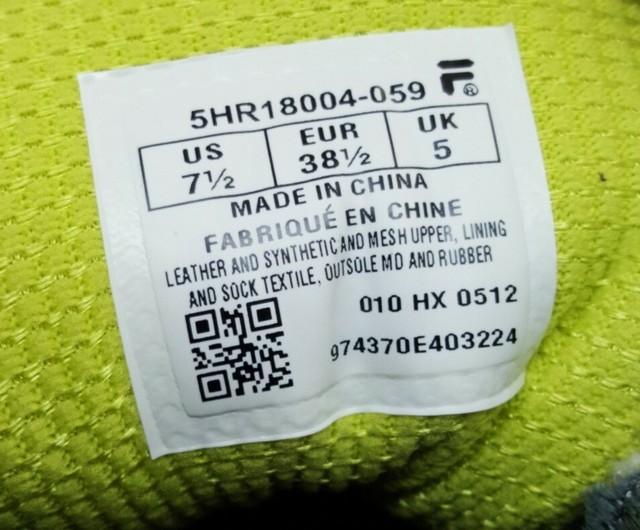 5HR18004-059 F®
US EUR UK
7½ 38½ 5
MADE IN CHINA
FABRIQUÉ EN CHINE
LEATHER AND SYNTHETIC AND MESH UPPER, LINING
AND SOCK TEXTILE, OUTSOLE MD AND RUBBER
010 HX 0512
974370E403224